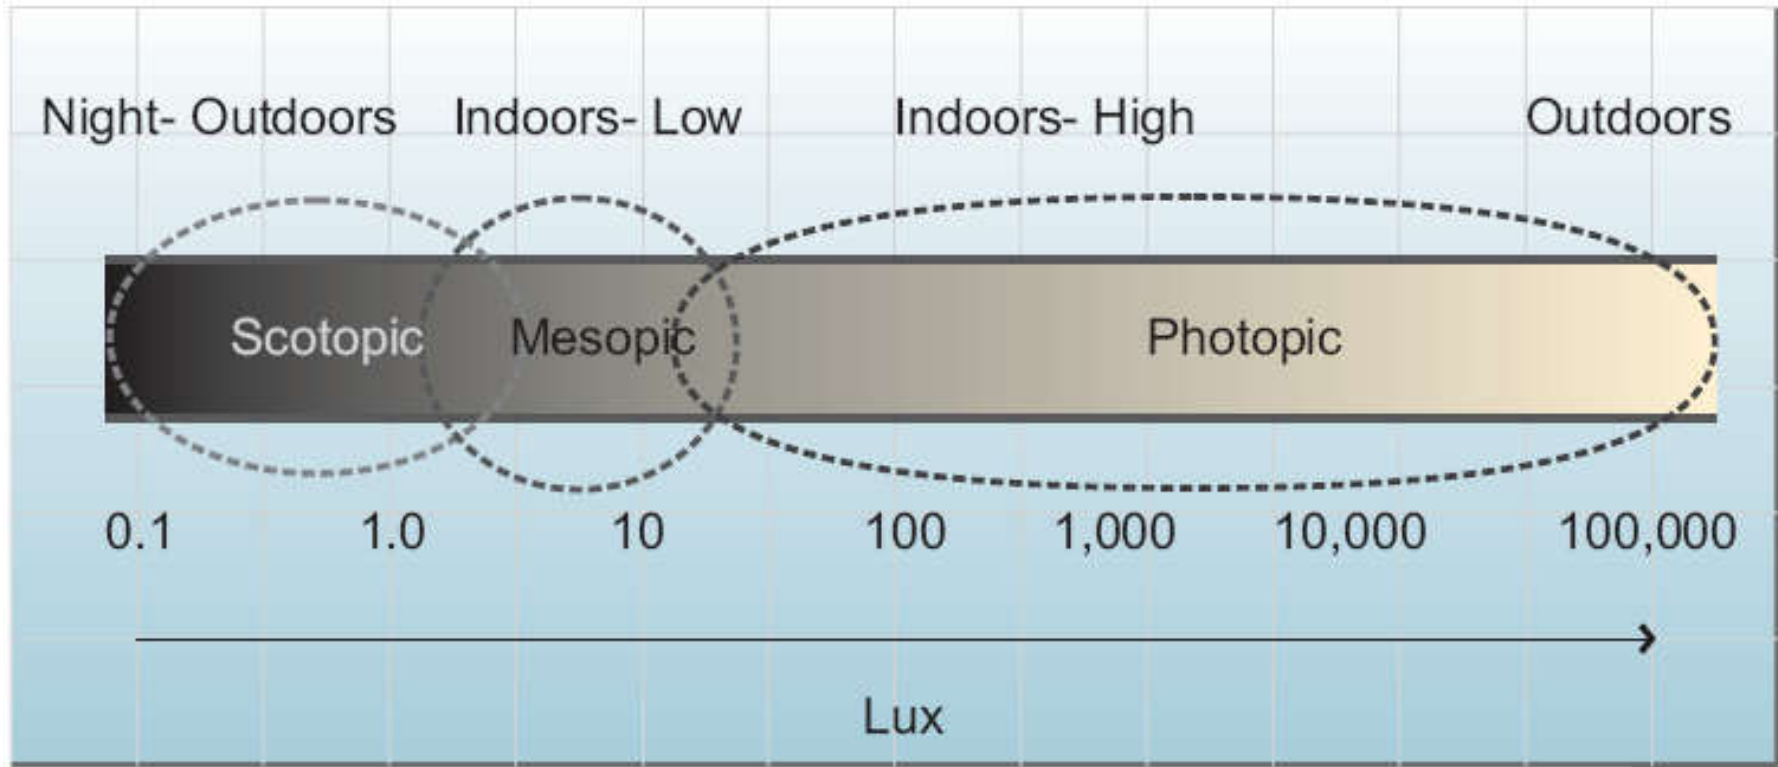 Night- Outdoors Indoors- Low Indoors- High Outdoors
Scotopic Mesopic Photopic
0.1 1.0 10 100 1,000 10,000 100,000
Lux